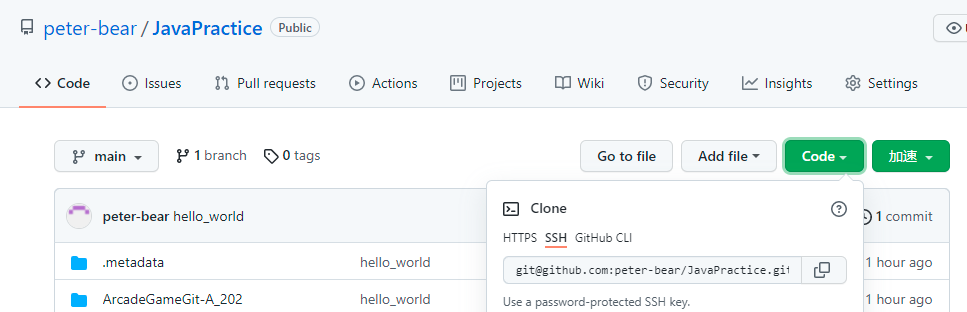 peter-bear / JavaPractice Public
Code Issues Pull requests Actions Projects Wiki Security Insights Settings
main 1 branch 0 tags Go to file Add file Code 加速
peter-bear hello_world 1 commit
Clone
HTTPS SSH GitHub CLI
.metadata hello_world 1 hour ago
git@github.com:peter-bear/JavaPractice.git
ArcadeGameGit-A_202 hello_world 1 hour ago
Use a password-protected SSH key.